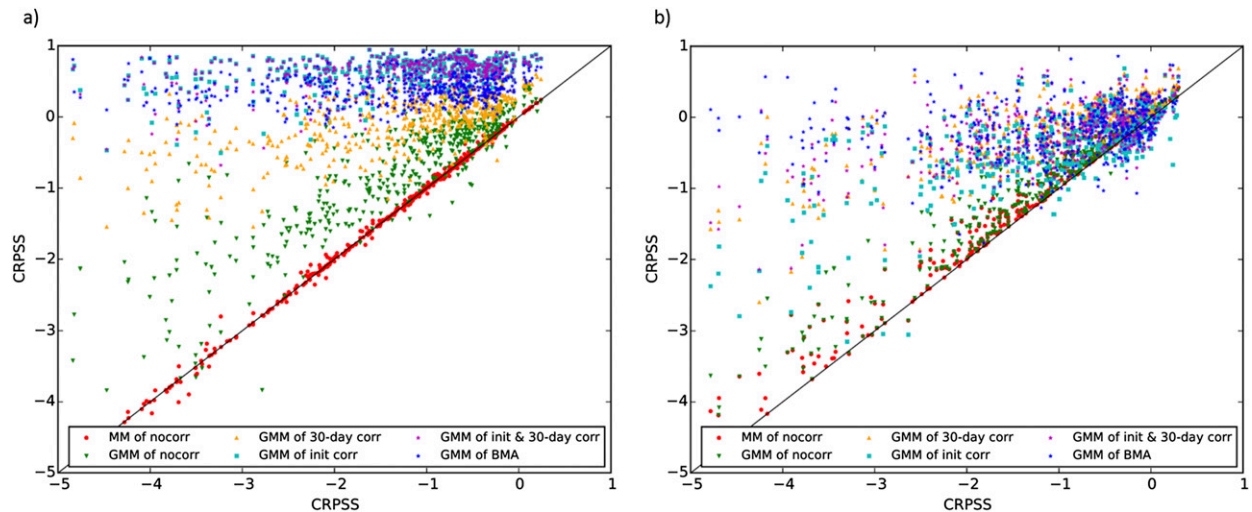 a)
1
0
−1
−2
−3
−4
−5
CRPSS
MM of nocorr
GMM of nocorr
GMM of 30-day corr
GMM of init corr
GMM of init & 30-day corr
GMM of BMA
−5 −4 −3 −2 −1 0 1
CRPSS
b)
1
0
−1
−2
−3
−4
−5
CRPSS
MM of nocorr
GMM of nocorr
GMM of 30-day corr
GMM of init corr
GMM of init & 30-day corr
GMM of BMA
−5 −4 −3 −2 −1 0 1
CRPSS